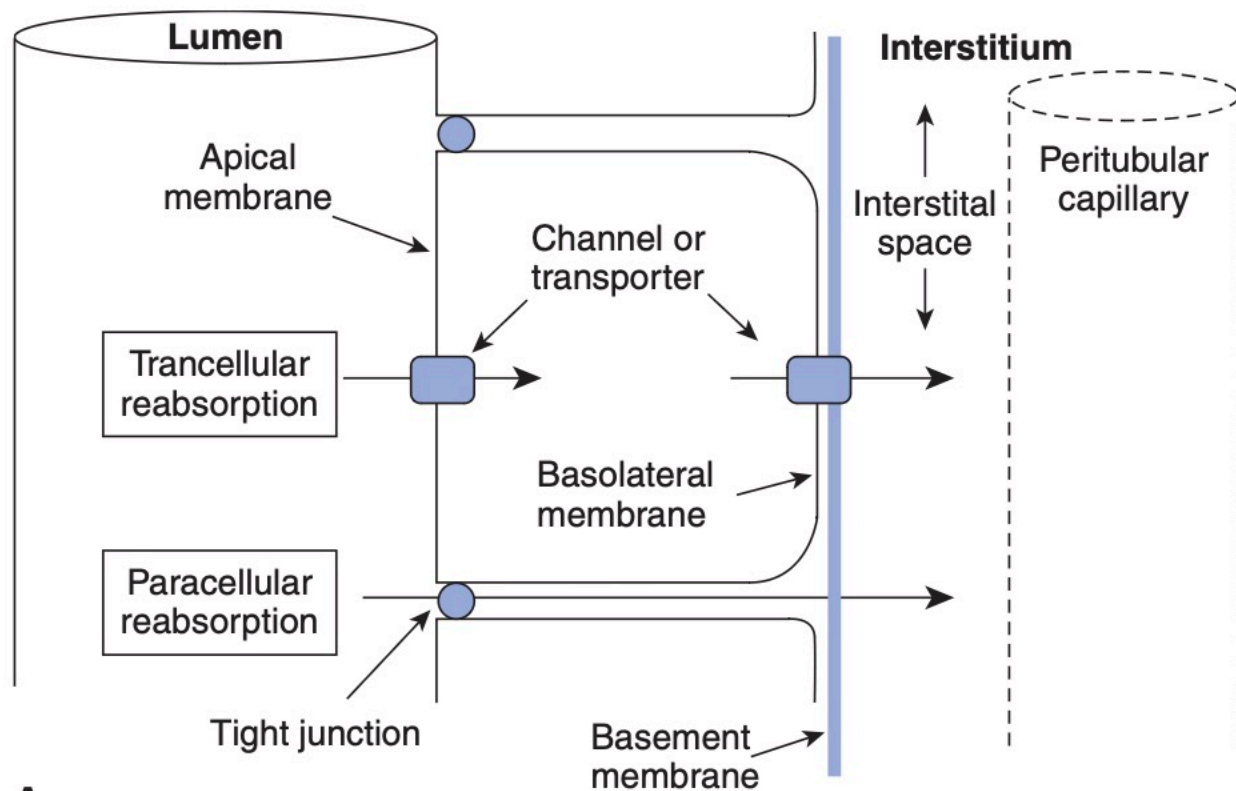 Lumen
Interstitium
Apical
membrane
Channel or
transporter
Interstital
space
Peritubular
capillary
Trancellular
reabsorption
Basolateral
membrane
Paracellular
reabsorption
Tight junction
Basement
membrane